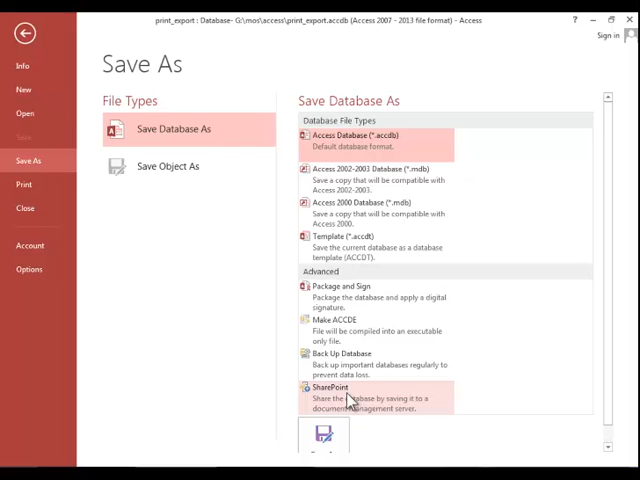 print_export : Database- G:\mos\access\print_export.accdb (Access 2007 - 2013 file format) - Access
?
Sign in
Info
New
Open
Save
Save As
Print
Close
Account
Options
Save As
File Types
Save Database As
Save Object As
Save Database As
Database File Types
Access Database (*.accdb)
Default database format.
Access 2002-2003 Database (*.mdb)
Save a copy that will be compatible with
Access 2002-2003.
Access 2000 Database (*.mdb)
Save a copy that will be compatible with
Access 2000.
Template (*.accdt)
Save the current database as a database
template (ACCDT).
Advanced
Package and Sign
Package the database and apply a digital
signature.
Make ACCDE
File will be compiled into an executable
only file.
Back Up Database
Back up important databases regularly to
prevent data loss.
SharePoint
Share the database by saving it to a
document management server.